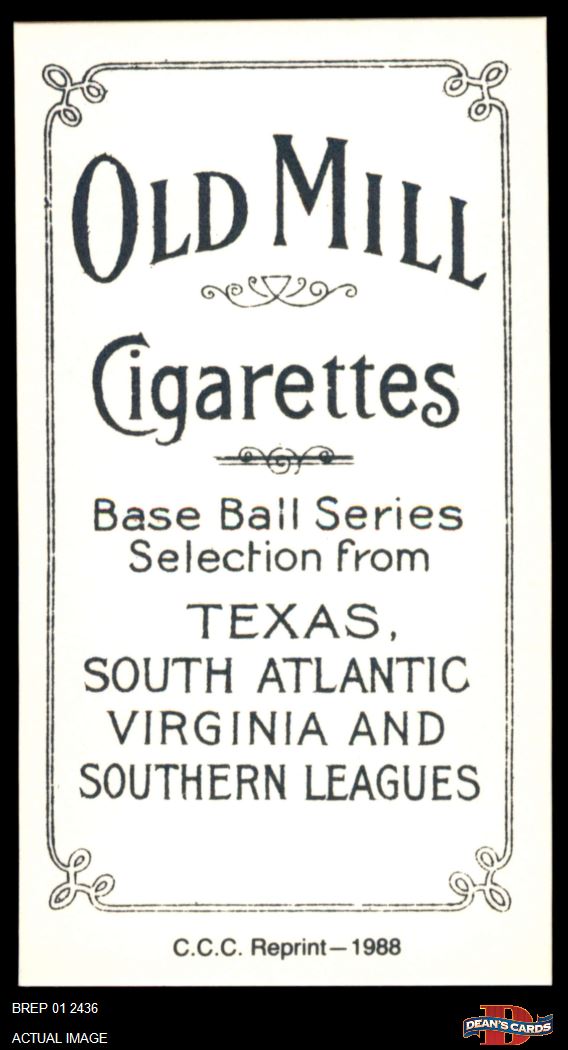 OLD MILL
Cigarettes
Base Ball Series
Selection from
TEXAS,
SOUTH ATLANTIC
VIRGINIA AND
SOUTHERN LEAGUES
C.C.C. Reprint—1988
BREP 01 2436
ACTUAL IMAGE
D
DEAN'S CARDS